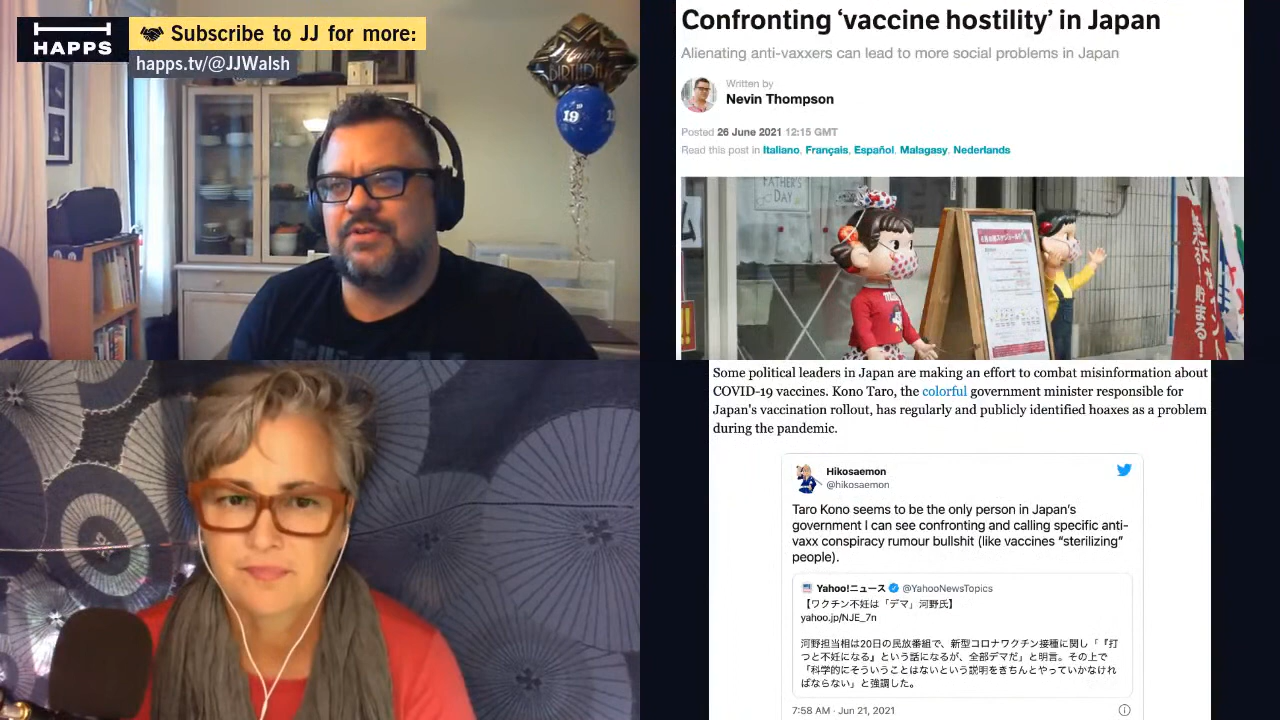 HAPPS
Subscribe to JJ for more:
happs.tv/@JJWalsh
19
Confronting ‘vaccine hostility’ in Japan
Alienating anti-vaxxers can lead to more social problems in Japan
Written by
Nevin Thompson
Posted 26 June 2021 12:15 GMT
Read this post in Italiano, Français, Español, Malagasy, Nederlands
FATHER'S
DAY
Some political leaders in Japan are making an effort to combat misinformation about
COVID-19 vaccines. Kono Taro, the colorful government minister responsible for
Japan's vaccination rollout, has regularly and publicly identified hoaxes as a problem
during the pandemic.
Hikosaemon
@hikosaemon
Taro Kono seems to be the only person in Japan’s
government I can see confronting and calling specific anti-
vaxx conspiracy rumour bullshit (like vaccines “sterilizing”
people).
Yahoo!ニュース @YahooNewsTopics
【ワクチン不妊は「デマ」河野氏】
yahoo.jp/NJE_7n
河野担当相は20日の民放番組で、新型コロナワクチン接種に関し「『打
つと不妊になる』という話になるが、全部デマだ」と明言。その上で
「科学的にそういうことはないという説明をきちんとやっていかなけれ
ばならない」と強調した。
7:58 AM · Jun 21, 2021